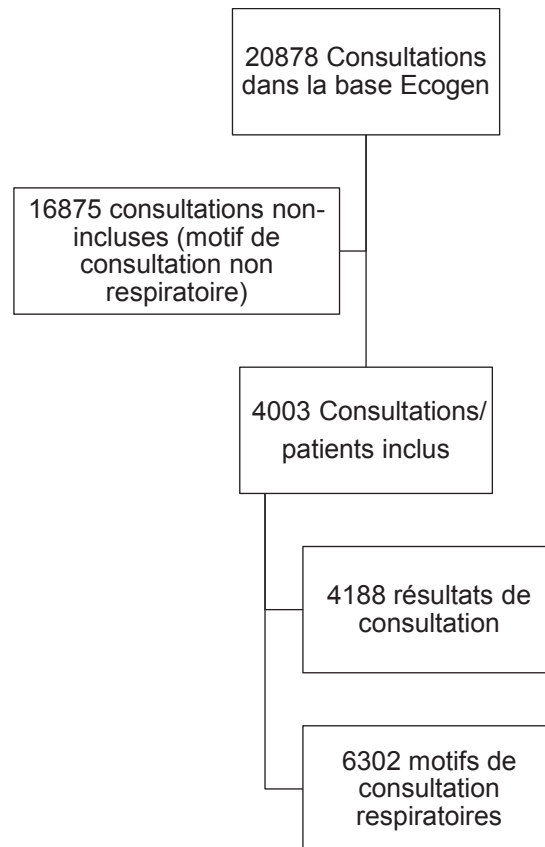 20878 Consultations
dans la base Ecogen
16875 consultations non-
incluses (motif de
consultation non
respiratoire)
4003 Consultations/
patients inclus
4188 résultats de
consultation
6302 motifs de
consultation
respiratoires